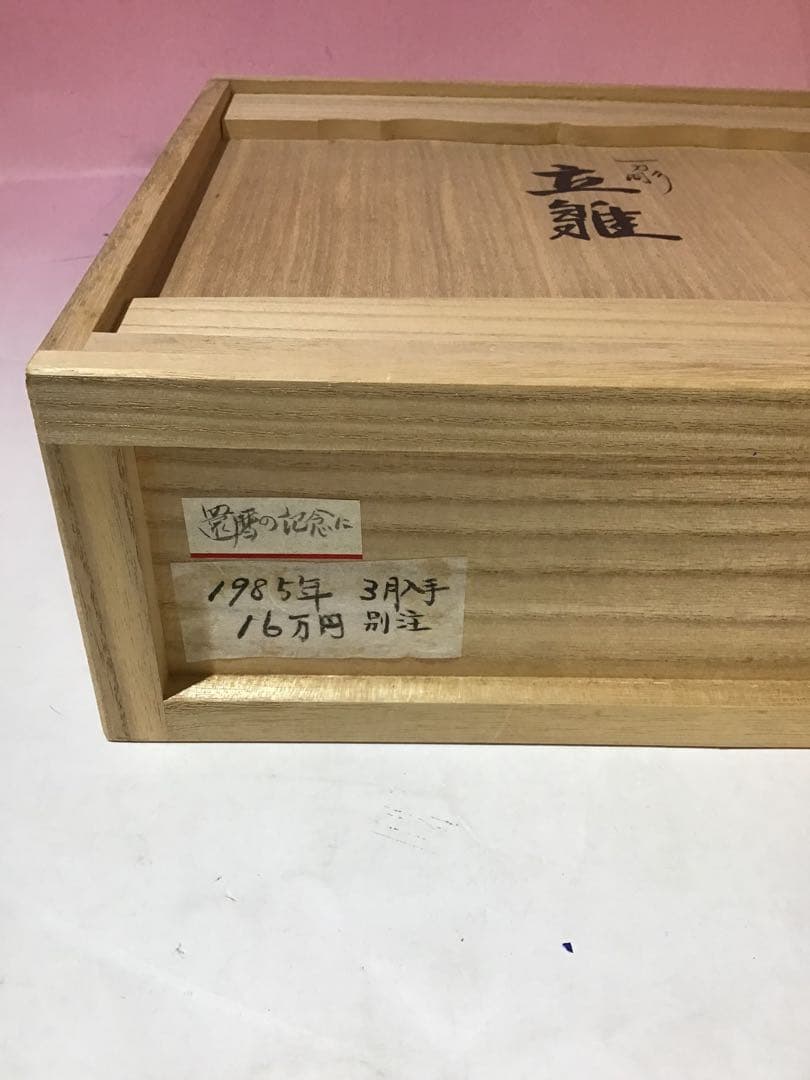 一刀彫
立雛
還暦の記念に
1985年 3月入手
16万円 別注